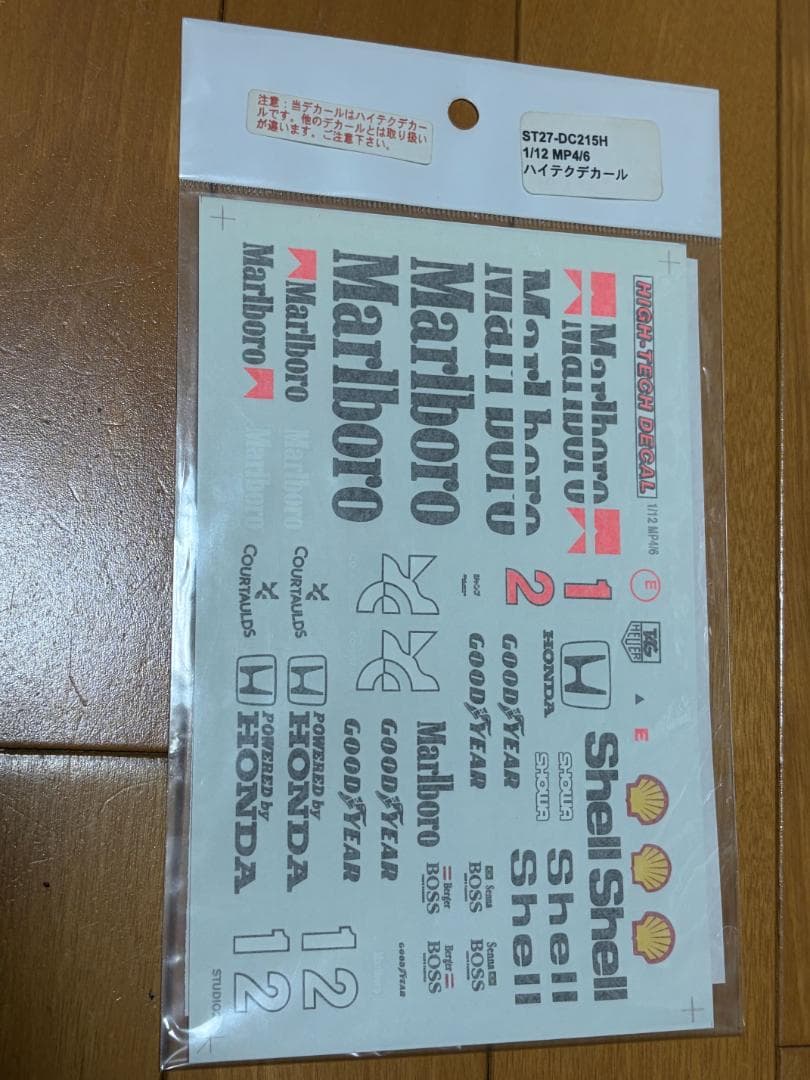 注意：当デカールはハイテクデカー
ルです。他のデカールとは取り扱い
が違います。ご注意下さい。
ST27-DC215H
1/12 MP4/6
ハイテクデカール
HIGH-TECH DECAL
1/12 MP4/6
Marlboro
Marlboro
Marlboro
Marlboro
Marlboro
Marlboro
Marlboro
Marlboro
1
2
E
TAG
HEUER
E
COURTAULDS
COURTAULDS
HONDA
GOODYEAR
GOODYEAR
SHOWA
SHOWA
Shell
Shell
Shell
Shell
POWERED by
HONDA
POWERED by
HONDA
GOODYEAR
GOODYEAR
Marlboro
Senna
BOSS
Senna
BOSS
Berger
BOSS
Berger
BOSS
GOODYEAR
1
2
1
2